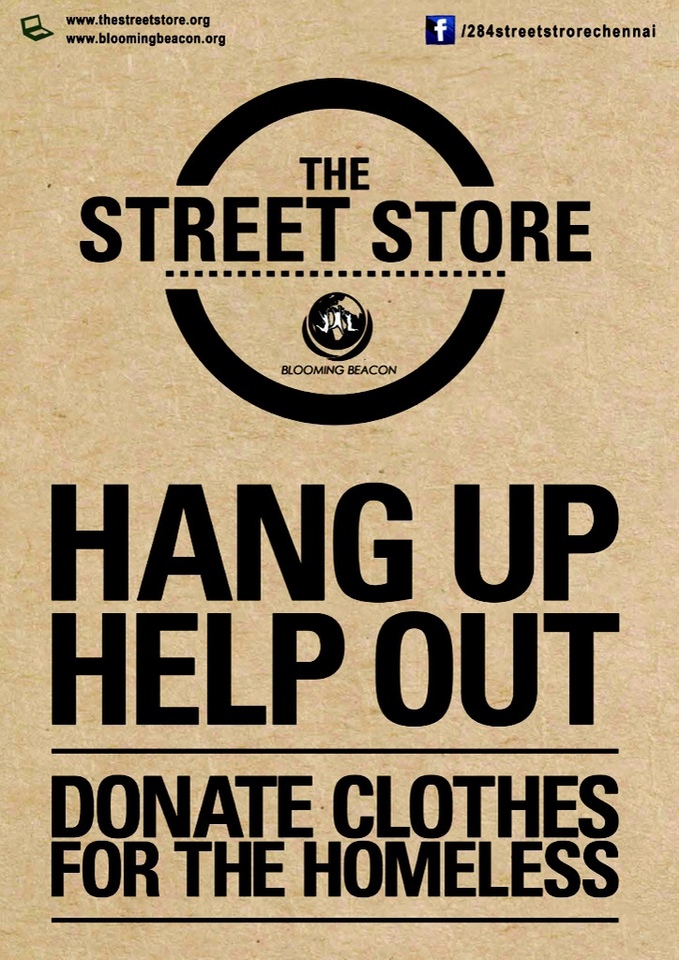 www.thestreetstore.org
www.bloomingbeacon.org
/284streetstrorechennai
THE
STREET STORE
BLOOMING BEACON
HANG UP
HELP OUT
DONATE CLOTHES
FOR THE HOMELESS